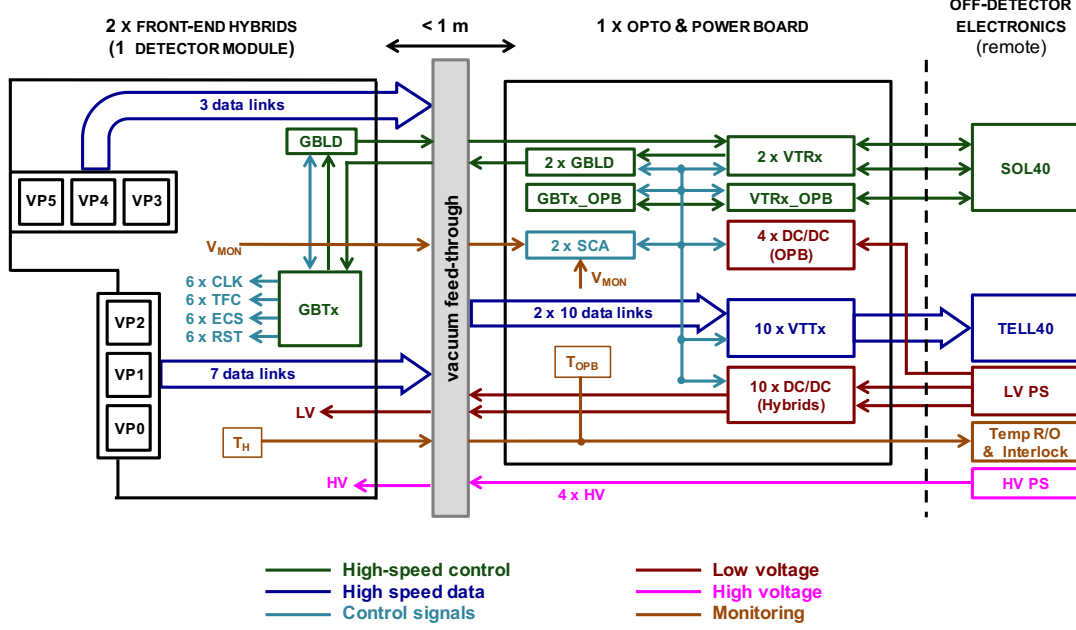 2 X FRONT-END HYBRIDS
(1 DETECTOR MODULE)
< 1 m
1 X OPTO & POWER BOARD
OFF-DETECTOR
ELECTRONICS
(remote)
3 data links
GBLD
2 x GBLD
2 x VTRx
SOL40
VP5
VP4
VP3
GBTx_OPB
VTRx_OPB
VMON
2 x SCA
4 x DC/DC
(OPB)
VMON
6 x CLK
6 x TFC
6 x ECS
6 x RST
GBTx
vacuum feed-through
VP2
VP1
VP0
2 x 10 data links
10 x VTTx
TELL40
7 data links
TOPB
10 x DC/DC
(Hybrids)
LV PS
LV
TH
Temp R/O
& Interlock
HV
4 x HV
HV PS
High-speed control
High speed data
Control signals
Low voltage
High voltage
Monitoring